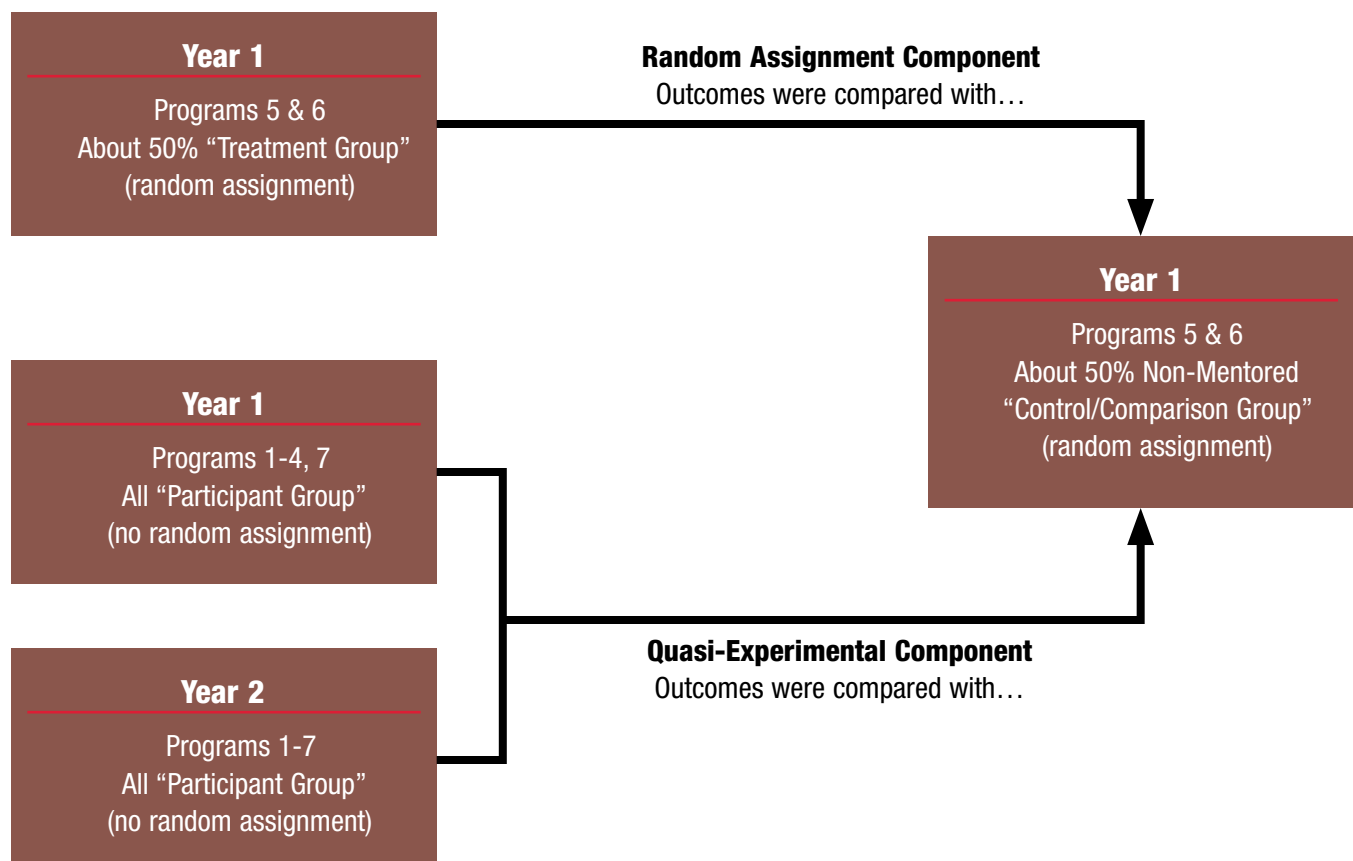 Year 1
Programs 5 & 6
About 50% “Treatment Group”
(random assignment)
Random Assignment Component
Outcomes were compared with…
Year 1
Programs 5 & 6
About 50% Non-Mentored
“Control/Comparison Group”
(random assignment)
Year 1
Programs 1-4, 7
All “Participant Group”
(no random assignment)
Quasi-Experimental Component
Outcomes were compared with…
Year 2
Programs 1-7
All “Participant Group”
(no random assignment)